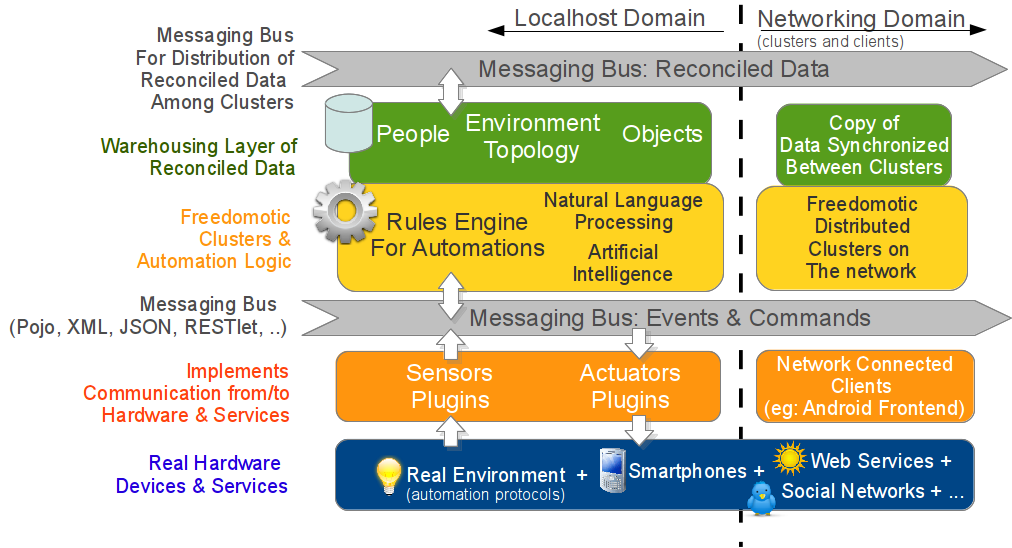 Localhost Domain
Networking Domain
(clusters and clients)
Messaging Bus
For Distribution of
Reconciled Data
Among Clusters
Messaging Bus: Reconciled Data
Warehousing Layer of
Reconciled Data
People
Environment
Topology
Objects
Copy of
Data Synchronized
Between Clusters
Freedomotic
Clusters &
Automation Logic
Rules Engine
For Automations
Natural Language
Processing
Artificial
Intelligence
Freedomotic
Distributed
Clusters on
The network
Messaging Bus
(Pojo, XML, JSON, RESTlet, ..)
Messaging Bus: Events & Commands
Implements
Communication from/to
Hardware & Services
Sensors
Plugins
Actuators
Plugins
Network Connected
Clients
(eg: Android Frontend)
Real Hardware
Devices & Services
Real Environment +
(automation protocols)
Smartphones +
Web Services +
Social Networks + ...